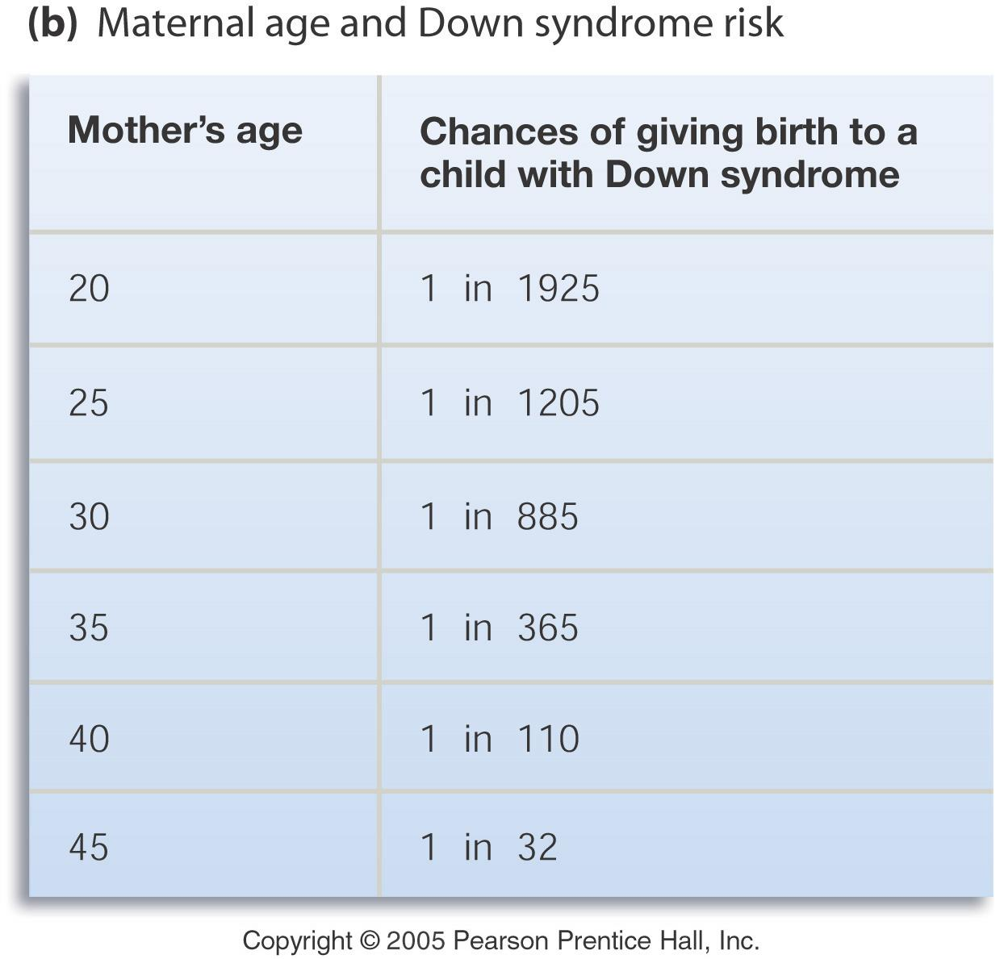 (b) Maternal age and Down syndrome risk
Mother’s age
Chances of giving birth to a
child with Down syndrome
20 1 in 1925
25 1 in 1205
30 1 in 885
35 1 in 365
40 1 in 110
45 1 in 32
Copyright © 2005 Pearson Prentice Hall, Inc.